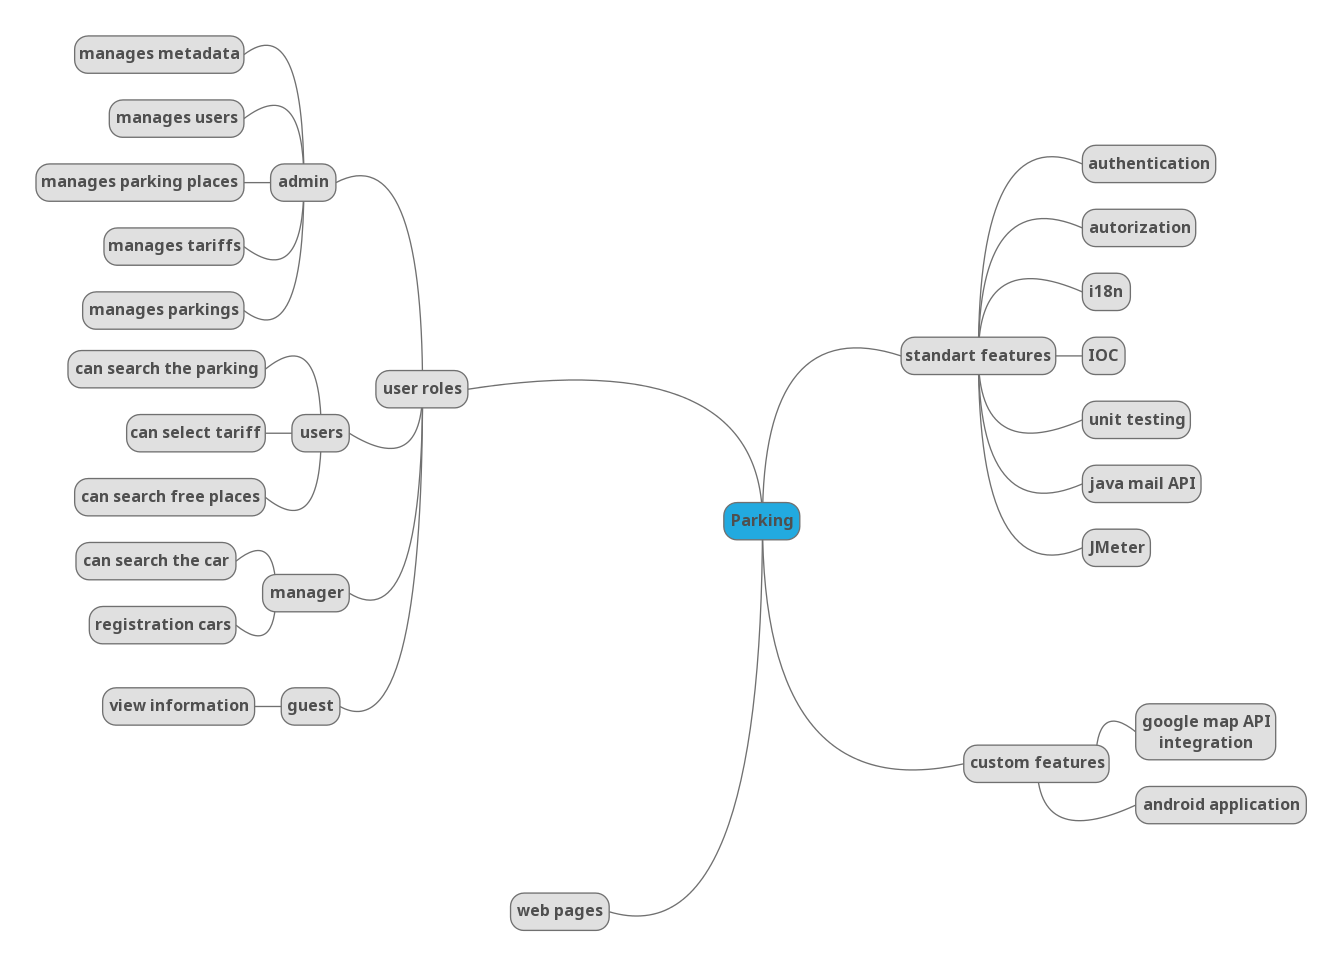 manages metadata
manages users
admin
manages parking places
manages tariffs
manages parkings
user roles
can search the parking
users
can select tariff
can search free places
manager
can search the car
registration cars
guest
view information
Parking
standart features
authentication
autorization
i18n
IOC
unit testing
java mail API
JMeter
custom features
google map API
integration
android application
web pages